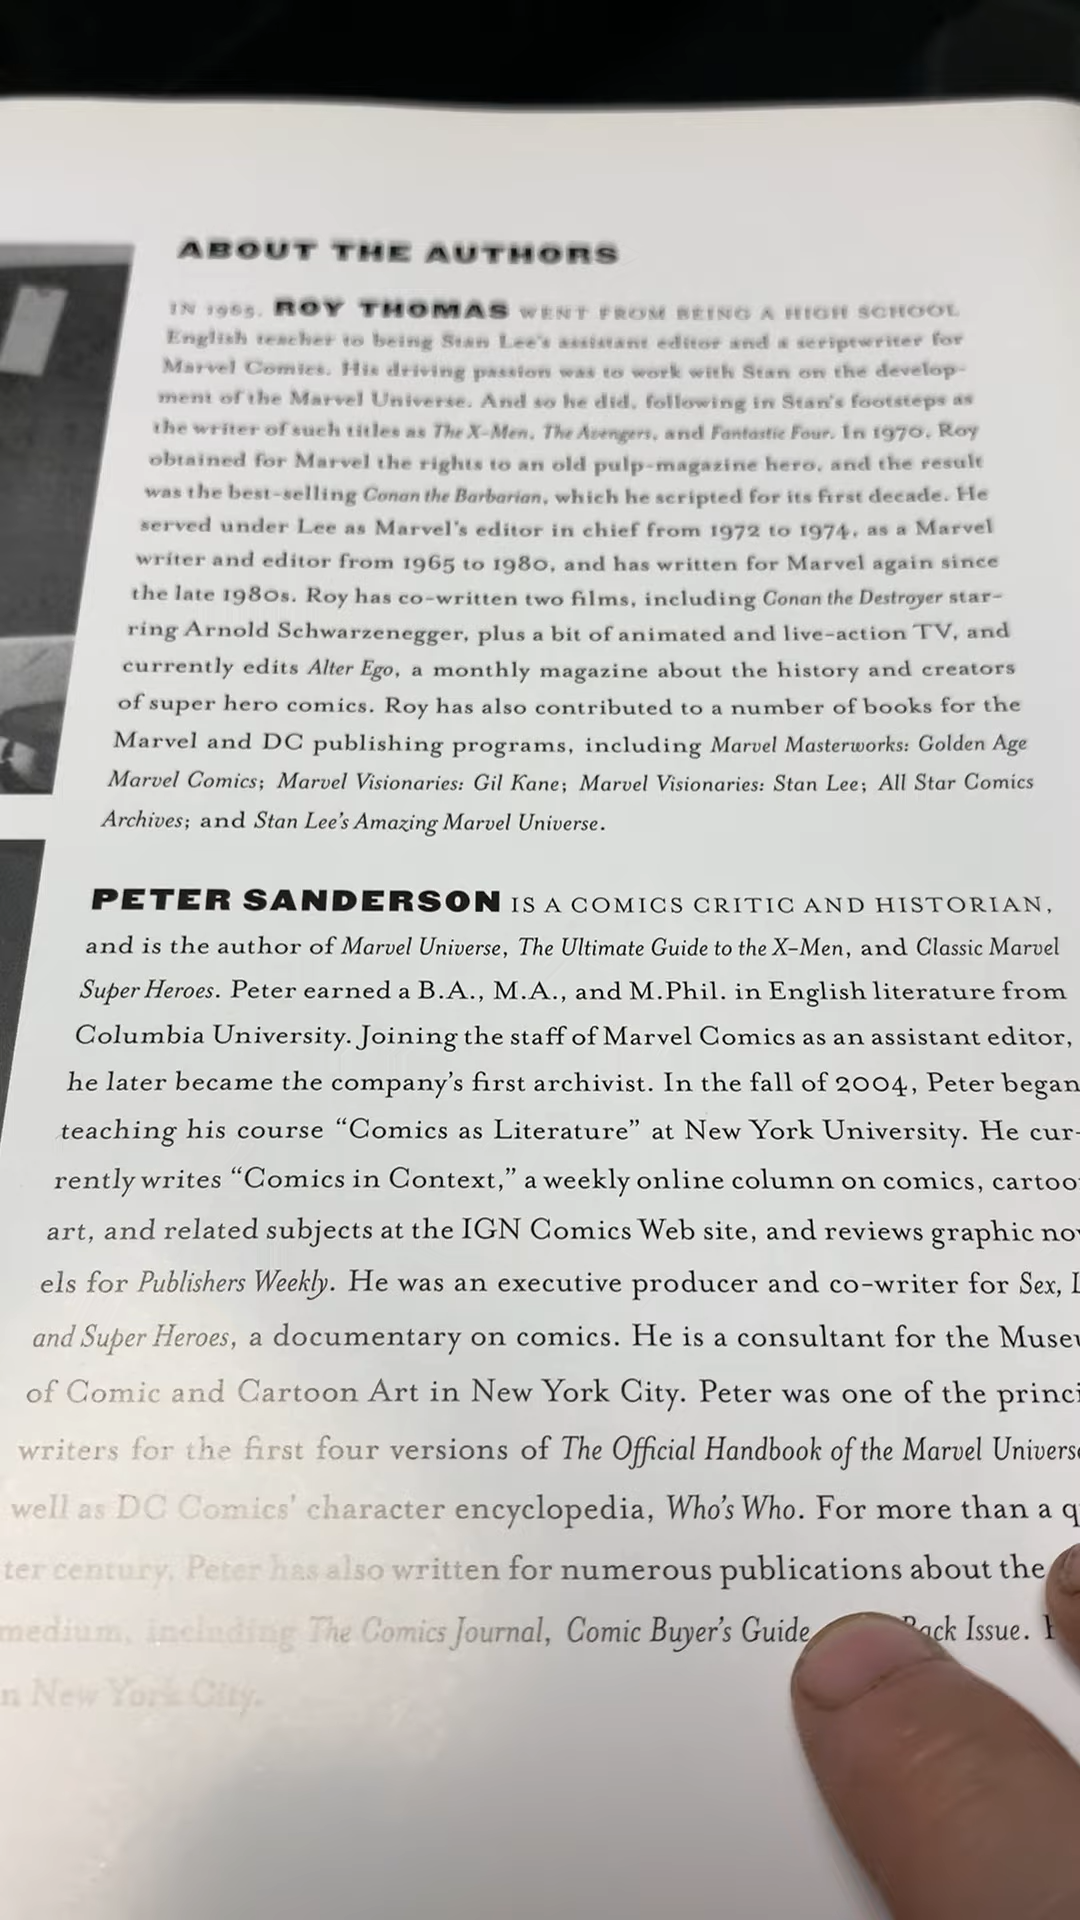 ABOUT THE AUTHORS
IN 1965, ROY THOMAS WENT FROM BEING A HIGH SCHOOL
English teacher to being Stan Lee's assistant editor and a scriptwriter for
Marvel Comics. His driving passion was to work with Stan on the develop-
ment of the Marvel Universe. And so he did, following in Stan's footsteps as
the writer of such titles as The X-Men, The Avengers, and Fantastic Four. In 1970, Roy
obtained for Marvel the rights to an old pulp-magazine hero, and the result
was the best-selling Conan the Barbarian, which he scripted for its first decade. He
served under Lee as Marvel's editor in chief from 1972 to 1974, as a Marvel
writer and editor from 1965 to 1980, and has written for Marvel again since
the late 1980s. Roy has co-written two films, including Conan the Destroyer star-
ring Arnold Schwarzenegger, plus a bit of animated and live-action TV, and
currently edits Alter Ego, a monthly magazine about the history and creators
of super hero comics. Roy has also contributed to a number of books for the
Marvel and DC publishing programs, including Marvel Masterworks: Golden Age
Marvel Comics; Marvel Visionaries: Gil Kane; Marvel Visionaries: Stan Lee; All Star Comics
Archives; and Stan Lee's Amazing Marvel Universe.
PETER SANDERSON IS A COMICS CRITIC AND HISTORIAN,
and is the author of Marvel Universe, The Ultimate Guide to the X-Men, and Classic Marvel
Super Heroes. Peter earned a B.A., M.A., and M.Phil. in English literature from
Columbia University. Joining the staff of Marvel Comics as an assistant editor,
he later became the company's first archivist. In the fall of 2004, Peter began
teaching his course "Comics as Literature" at New York University. He cur-
rently writes "Comics in Context," a weekly online column on comics, cartoo
art, and related subjects at the IGN Comics Web site, and reviews graphic no
els for Publishers Weekly. He was an executive producer and co-writer for Sex,
and Super Heroes, a documentary on comics. He is a consultant for the Muse
of Comic and Cartoon Art in New York City. Peter was one of the princi
writers for the first four versions of The Official Handbook of the Marvel Univers
well as DC Comics' character encyclopedia, Who's Who. For more than a q
ter century, Peter has also written for numerous publications about the
medium, including The Comics Journal, Comic Buyer's Guide Back Issue.
n New York City.